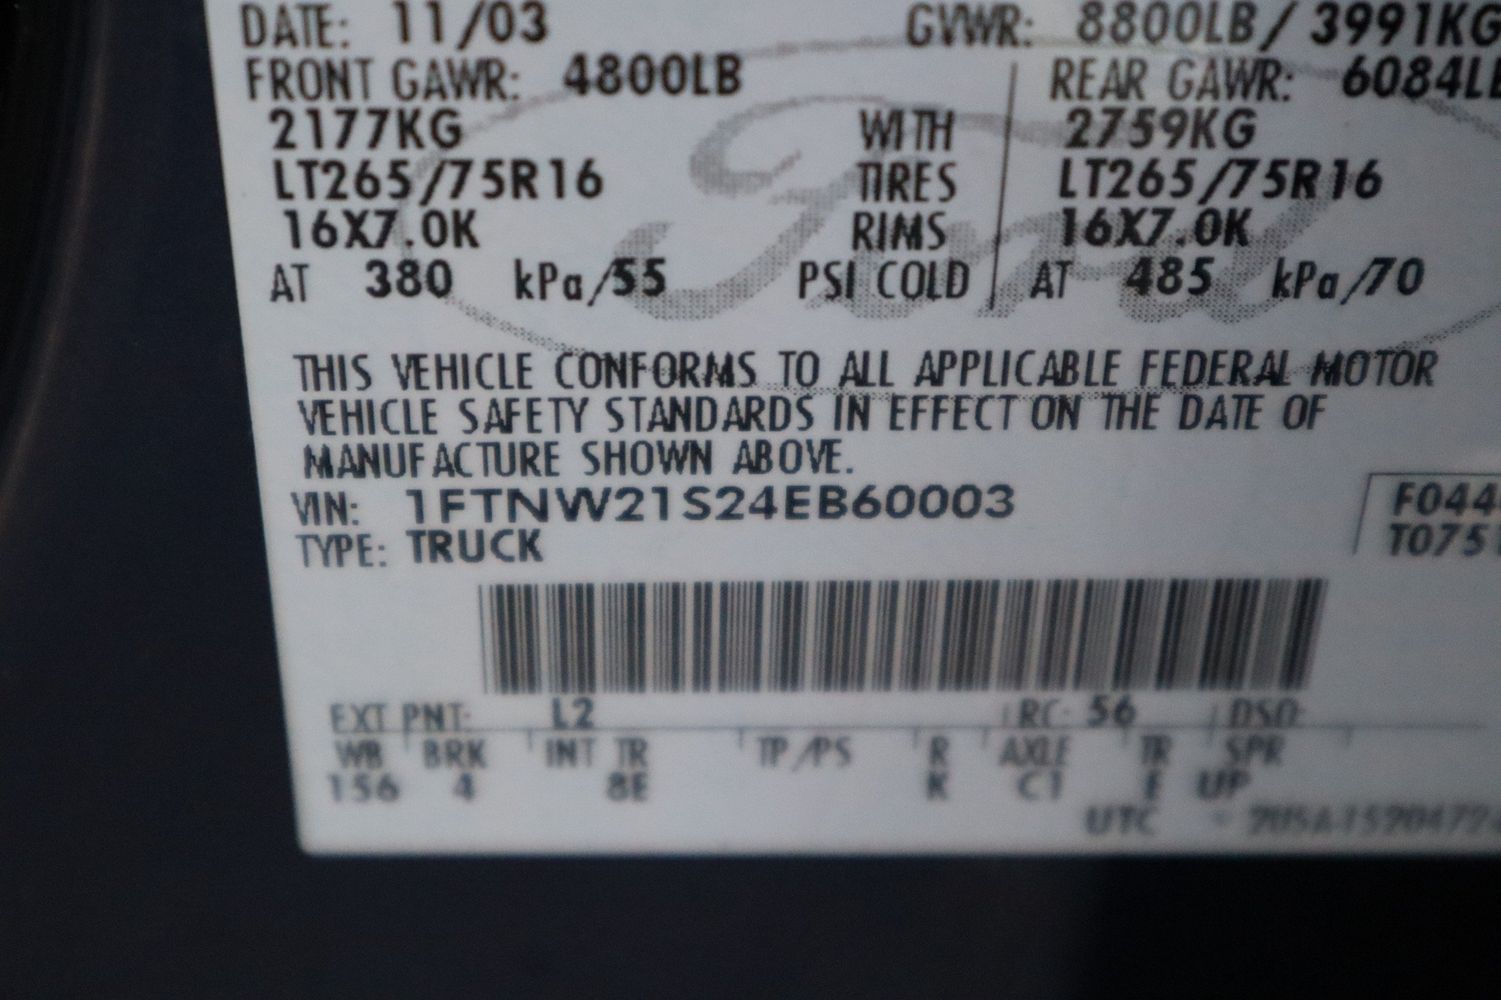 DATE: 11/03 GVWR: 8800LB / 3991KG
FRONT GAWR: 4800LB REAR GAWR: 6084LB
2177KG WITH 2759KG
LT265/75R16 TIRES LT265/75R16
16X7.0K RIMS 16X7.0K
AT 380 kPa/55 PSI COLD AT 485 kPa/70
Ford
THIS VEHICLE CONFORMS TO ALL APPLICABLE FEDERAL MOTOR
VEHICLE SAFETY STANDARDS IN EFFECT ON THE DATE OF
MANUFACTURE SHOWN ABOVE.
VIN: 1FTNW21S24EB60003 F044
TYPE: TRUCK T075
EXT PNT: L2 RC: 56 DSO:
WB BRK INT TR TP/PS R AXLE TR SPR
156 4 8E K C1 E UP
UTC